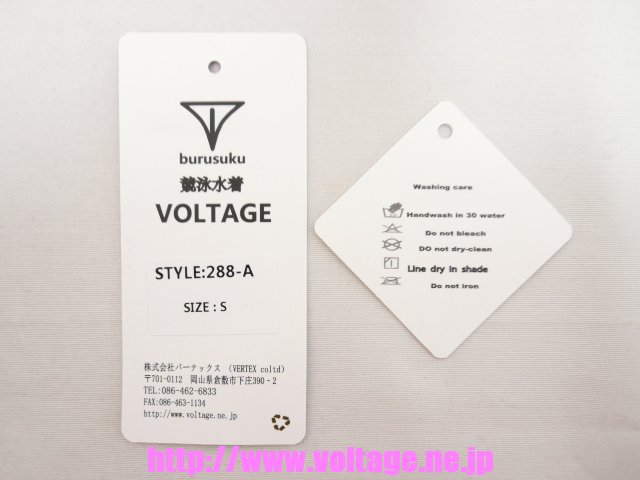 burusuku
競泳水着
VOLTAGE
STYLE:288-A
SIZE : S
株式会社バーテックス (VERTEX coltd)
〒701-0112 岡山県倉敷市下庄390-2
TEL:086-462-6833
FAX:086-463-1134
http://www.voltage.ne.jp
Washing care
Handwash in 30 water
Do not bleach
DO not dry-clean
Line dry in shade
Do not iron
http://www.voltage.ne.jp